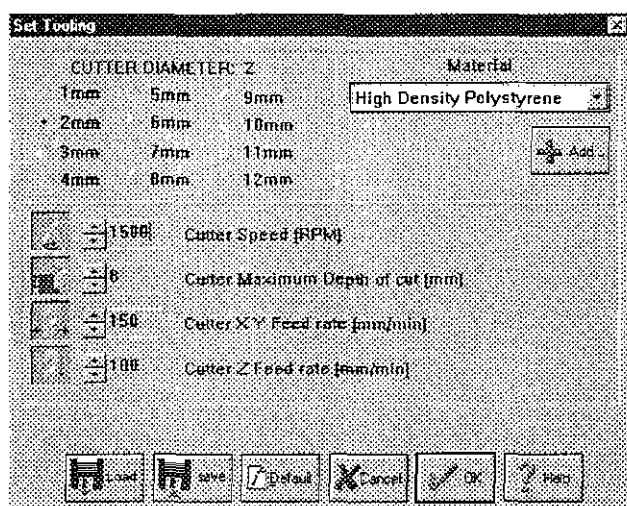 Set Tooling
CUTTER DIAMETER: 2
Material
1mm 5mm 9mm
High Density Polystyrene
2mm 6mm 10mm
Add..
3mm 7mm 11mm
4mm 8mm 12mm
1500 Cutter Speed [RPM]
Cutter Maximum Depth of cut [mm]
150 Cutter X Y Feed rate [mm/min]
100 Cutter Z Feed rate [mm/min]
Load save Default Cancel OK Help